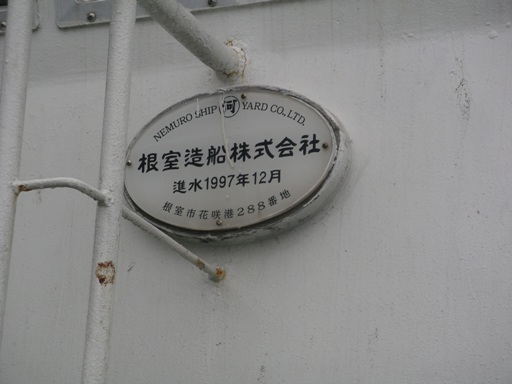 NEMURO SHIP 河 YARD CO., LTD.
根室造船株式会社
進水1997年12月
根室市花咲港288番地